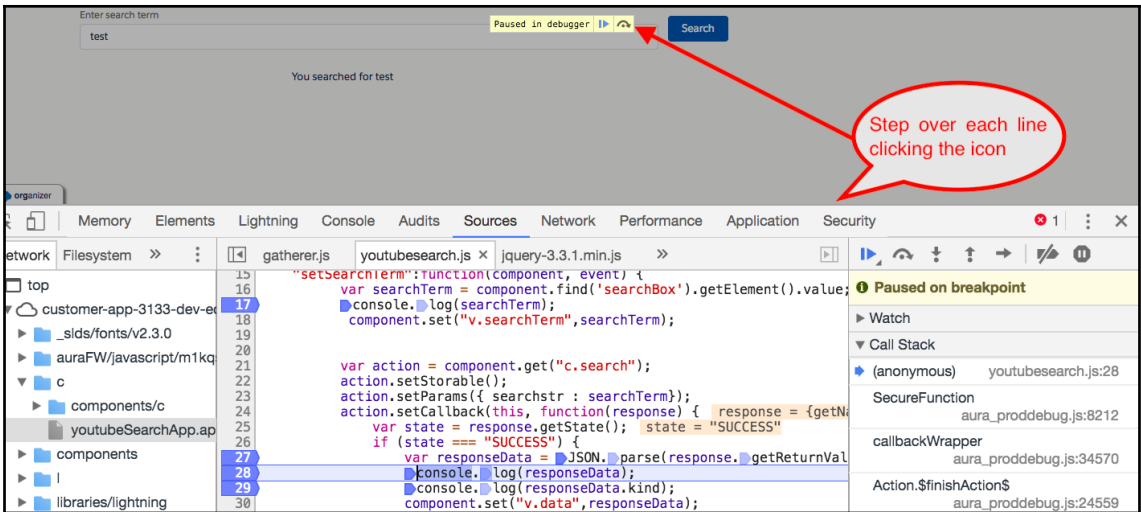 Enter search term
test
Paused in debugger
Search
You searched for test
Step over each line
clicking the icon
organizer
Memory Elements Lightning Console Audits Sources Network Performance Application Security 1
etwork Filesystem »
gatherer.js youtubesearch.js × jquery-3.3.1.min.js »
top
customer-app-3133-dev-ed
_slds/fonts/v2.3.0
auraFW/javascript/m1kq
c
components/c
youtubeSearchApp.ap
components
l
libraries/lightning
15 "setSearchTerm":function(component, event) {
16 var searchTerm = component.find('searchBox').getElement().value;
17 console.log(searchTerm);
18 component.set("v.searchTerm",searchTerm);
19
20
21 var action = component.get("c.search");
22 action.setStorable();
23 action.setParams({ searchstr : searchTerm});
24 action.setCallback(this, function(response) { response = {getNa
25 var state = response.getState(); state = "SUCCESS"
26 if (state === "SUCCESS") {
27 var responseData = JSON.parse(response.getReturnVal
28 console.log(responseData);
29 console.log(responseData.kind);
30 component.set("v.data",responseData);
Paused on breakpoint
Watch
Call Stack
(anonymous) youtubesearch.js:28
SecureFunction
aura_proddebug.js:8212
callbackWrapper
aura_proddebug.js:34570
Action.$finishAction$
aura_proddebug.js:24559